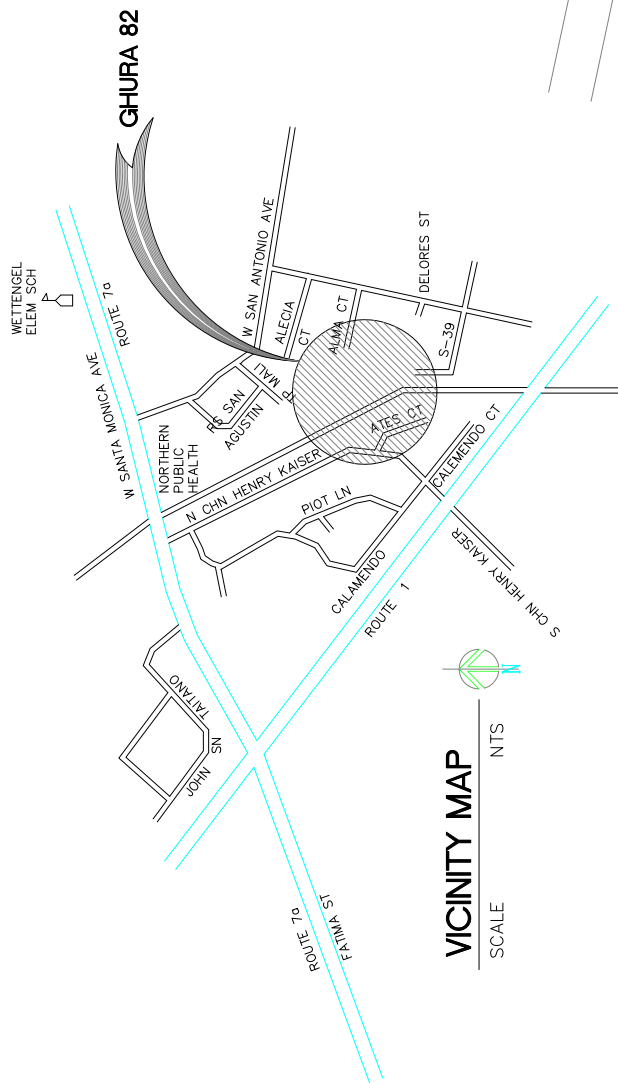 GHURA 82
WETTENGEL
ELEM SCH
W SANTA MONICA AVE
ROUTE 7a
W SAN ANTONIO AVE
ALECIA
CT
ALMA CT
DELORES ST
S-39
P MALI
RS SAN
AGUSTIN
NORTHERN
PUBLIC
HEALTH
N CHN HENRY KAISER
ATES CT
PIOT LN
CALAMENDO
CALEMENDO CT
ROUTE 1
S CHN HENRY KAISER
TAITANO
JOHN
SN
ROUTE 7a
FATIMA ST
N
VICINITY MAP
SCALE NTS